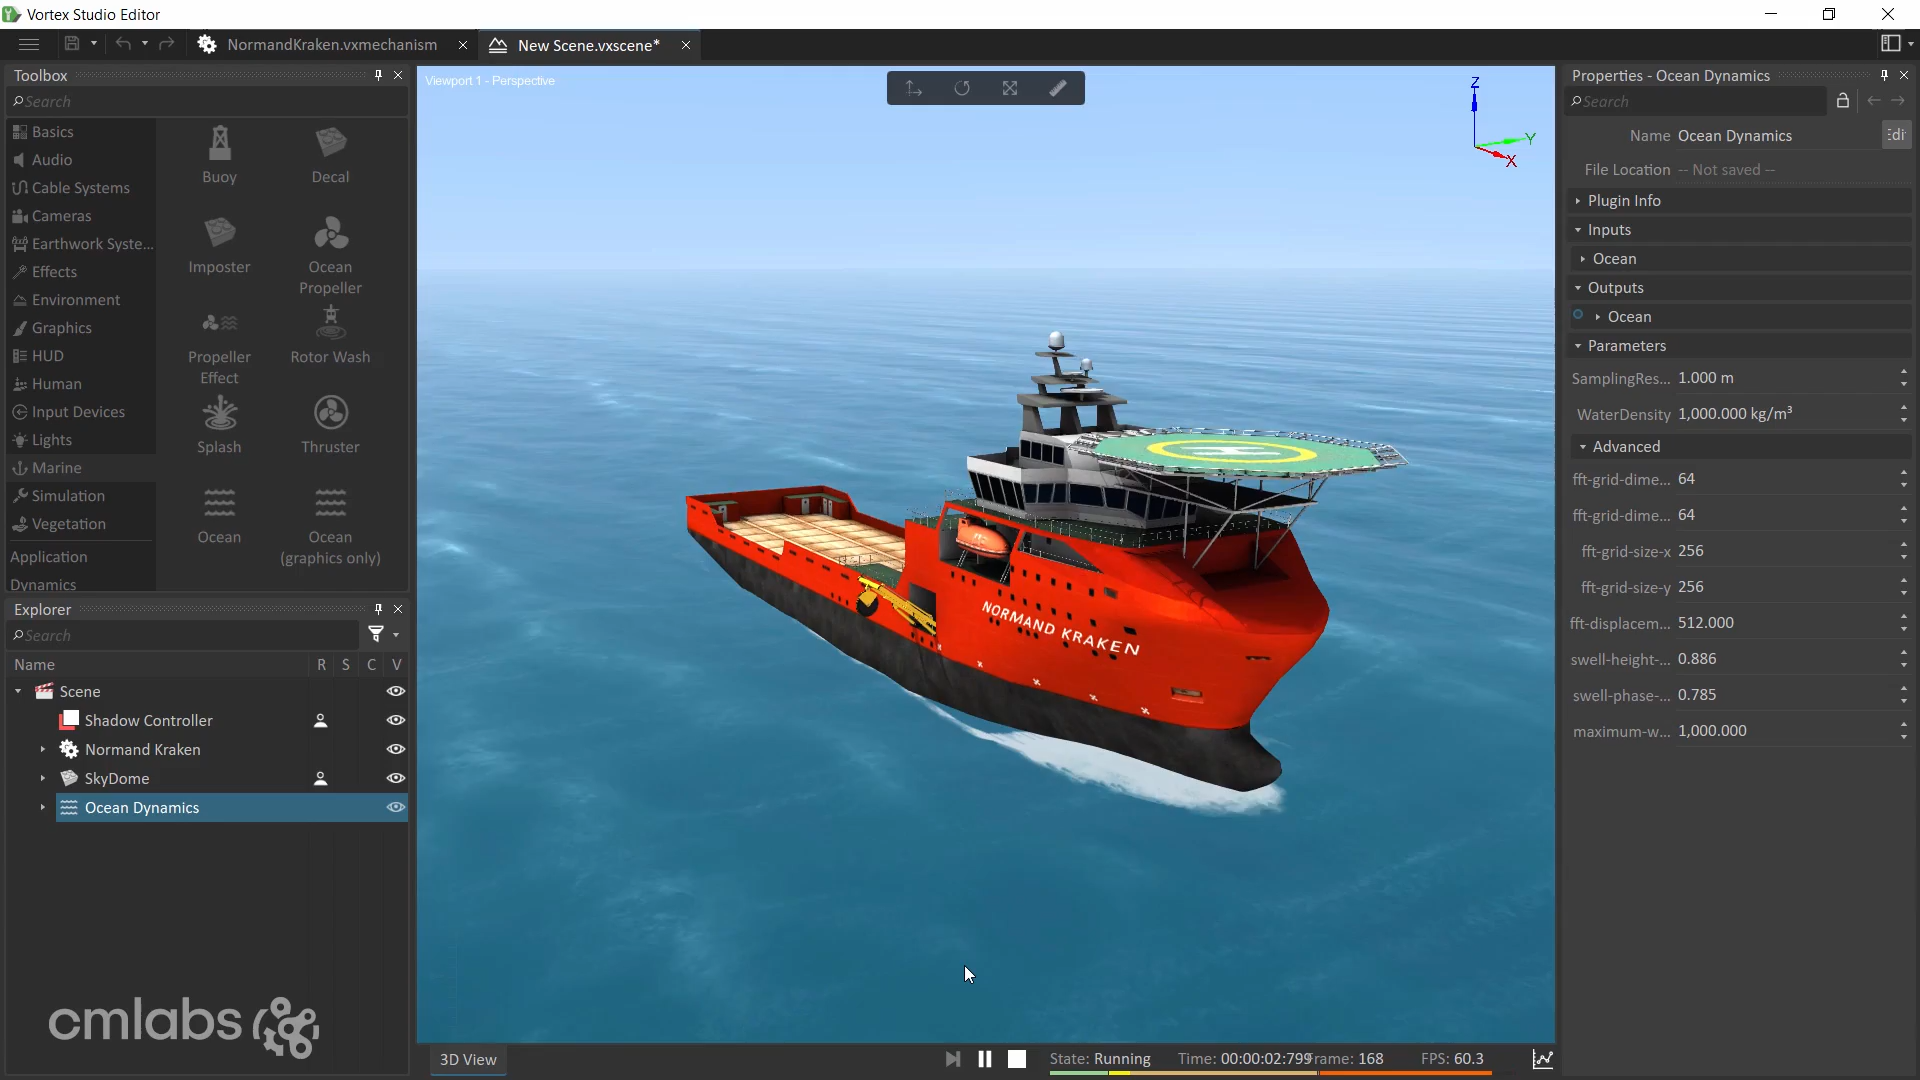 Vortex Studio Editor
NormandKraken.vxmechanism
New Scene.vxscene*
Toolbox
Search
Basics
Audio
Cable Systems
Cameras
Earthwork Syste...
Effects
Environment
Graphics
HUD
Human
Input Devices
Lights
Marine
Simulation
Vegetation
Application
Dynamics
Buoy
Decal
Imposter
Ocean
Propeller
Propeller
Effect
Rotor Wash
Splash
Thruster
Ocean
Ocean
(graphics only)
Explorer
Search
Name R S C V
Scene
Shadow Controller
Normand Kraken
SkyDome
Ocean Dynamics
cmlabs
Viewport 1 - Perspective
Z
Y
X
H
NORMAND KRAKEN
3D View
State: Running Time: 00:00:02:799 Frame: 168 FPS: 60.3
Properties - Ocean Dynamics
Search
Name Ocean Dynamics Edi
File Location -- Not saved --
Plugin Info
Inputs
Ocean
Outputs
Ocean
Parameters
SamplingRes... 1.000 m
WaterDensity 1,000.000 kg/m³
Advanced
fft-grid-dime... 64
fft-grid-dime... 64
fft-grid-size-x 256
fft-grid-size-y 256
fft-displacem... 512.000
swell-height-... 0.886
swell-phase-... 0.785
maximum-w... 1,000.000